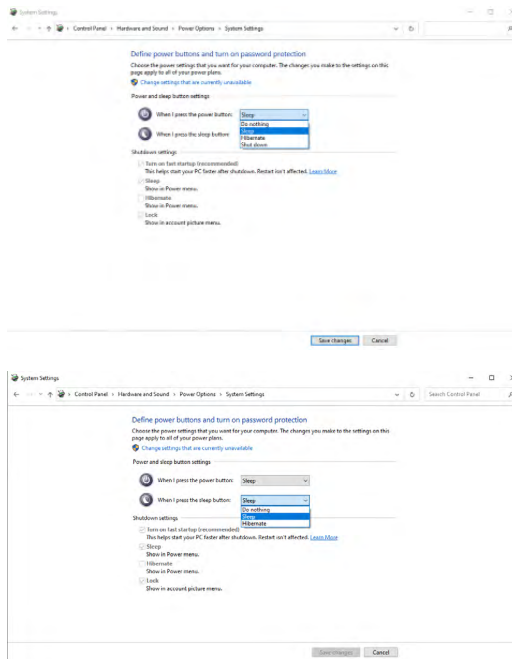 System Settings
Control Panel > Hardware and Sound > Power Options > System Settings
Define power buttons and turn on password protection
Choose the power settings that you want for your computer. The changes you make to the settings on this
page apply to all of your power plans.
Change settings that are currently unavailable
Power and sleep button settings
When I press the power button: Sleep
Do nothing
Sleep
Hibernate
Shut down
When I press the sleep button:
Shutdown settings
Turn on fast startup (recommended)
This helps start your PC faster after shutdown. Restart isn't affected. Learn More
Sleep
Show in Power menu.
Hibernate
Show in Power menu.
Lock
Show in account picture menu.
Save changes Cancel
System Settings
Control Panel > Hardware and Sound > Power Options > System Settings Search Control Panel
Define power buttons and turn on password protection
Choose the power settings that you want for your computer. The changes you make to the settings on this
page apply to all of your power plans.
Change settings that are currently unavailable
Power and sleep button settings
When I press the power button: Sleep
When I press the sleep button: Sleep
Do nothing
Sleep
Hibernate
Shutdown settings
Turn on fast startup (recommended)
This helps start your PC faster after shutdown. Restart isn't affected. Learn More
Sleep
Show in Power menu.
Hibernate
Show in Power menu.
Lock
Show in account picture menu.
Save changes Cancel